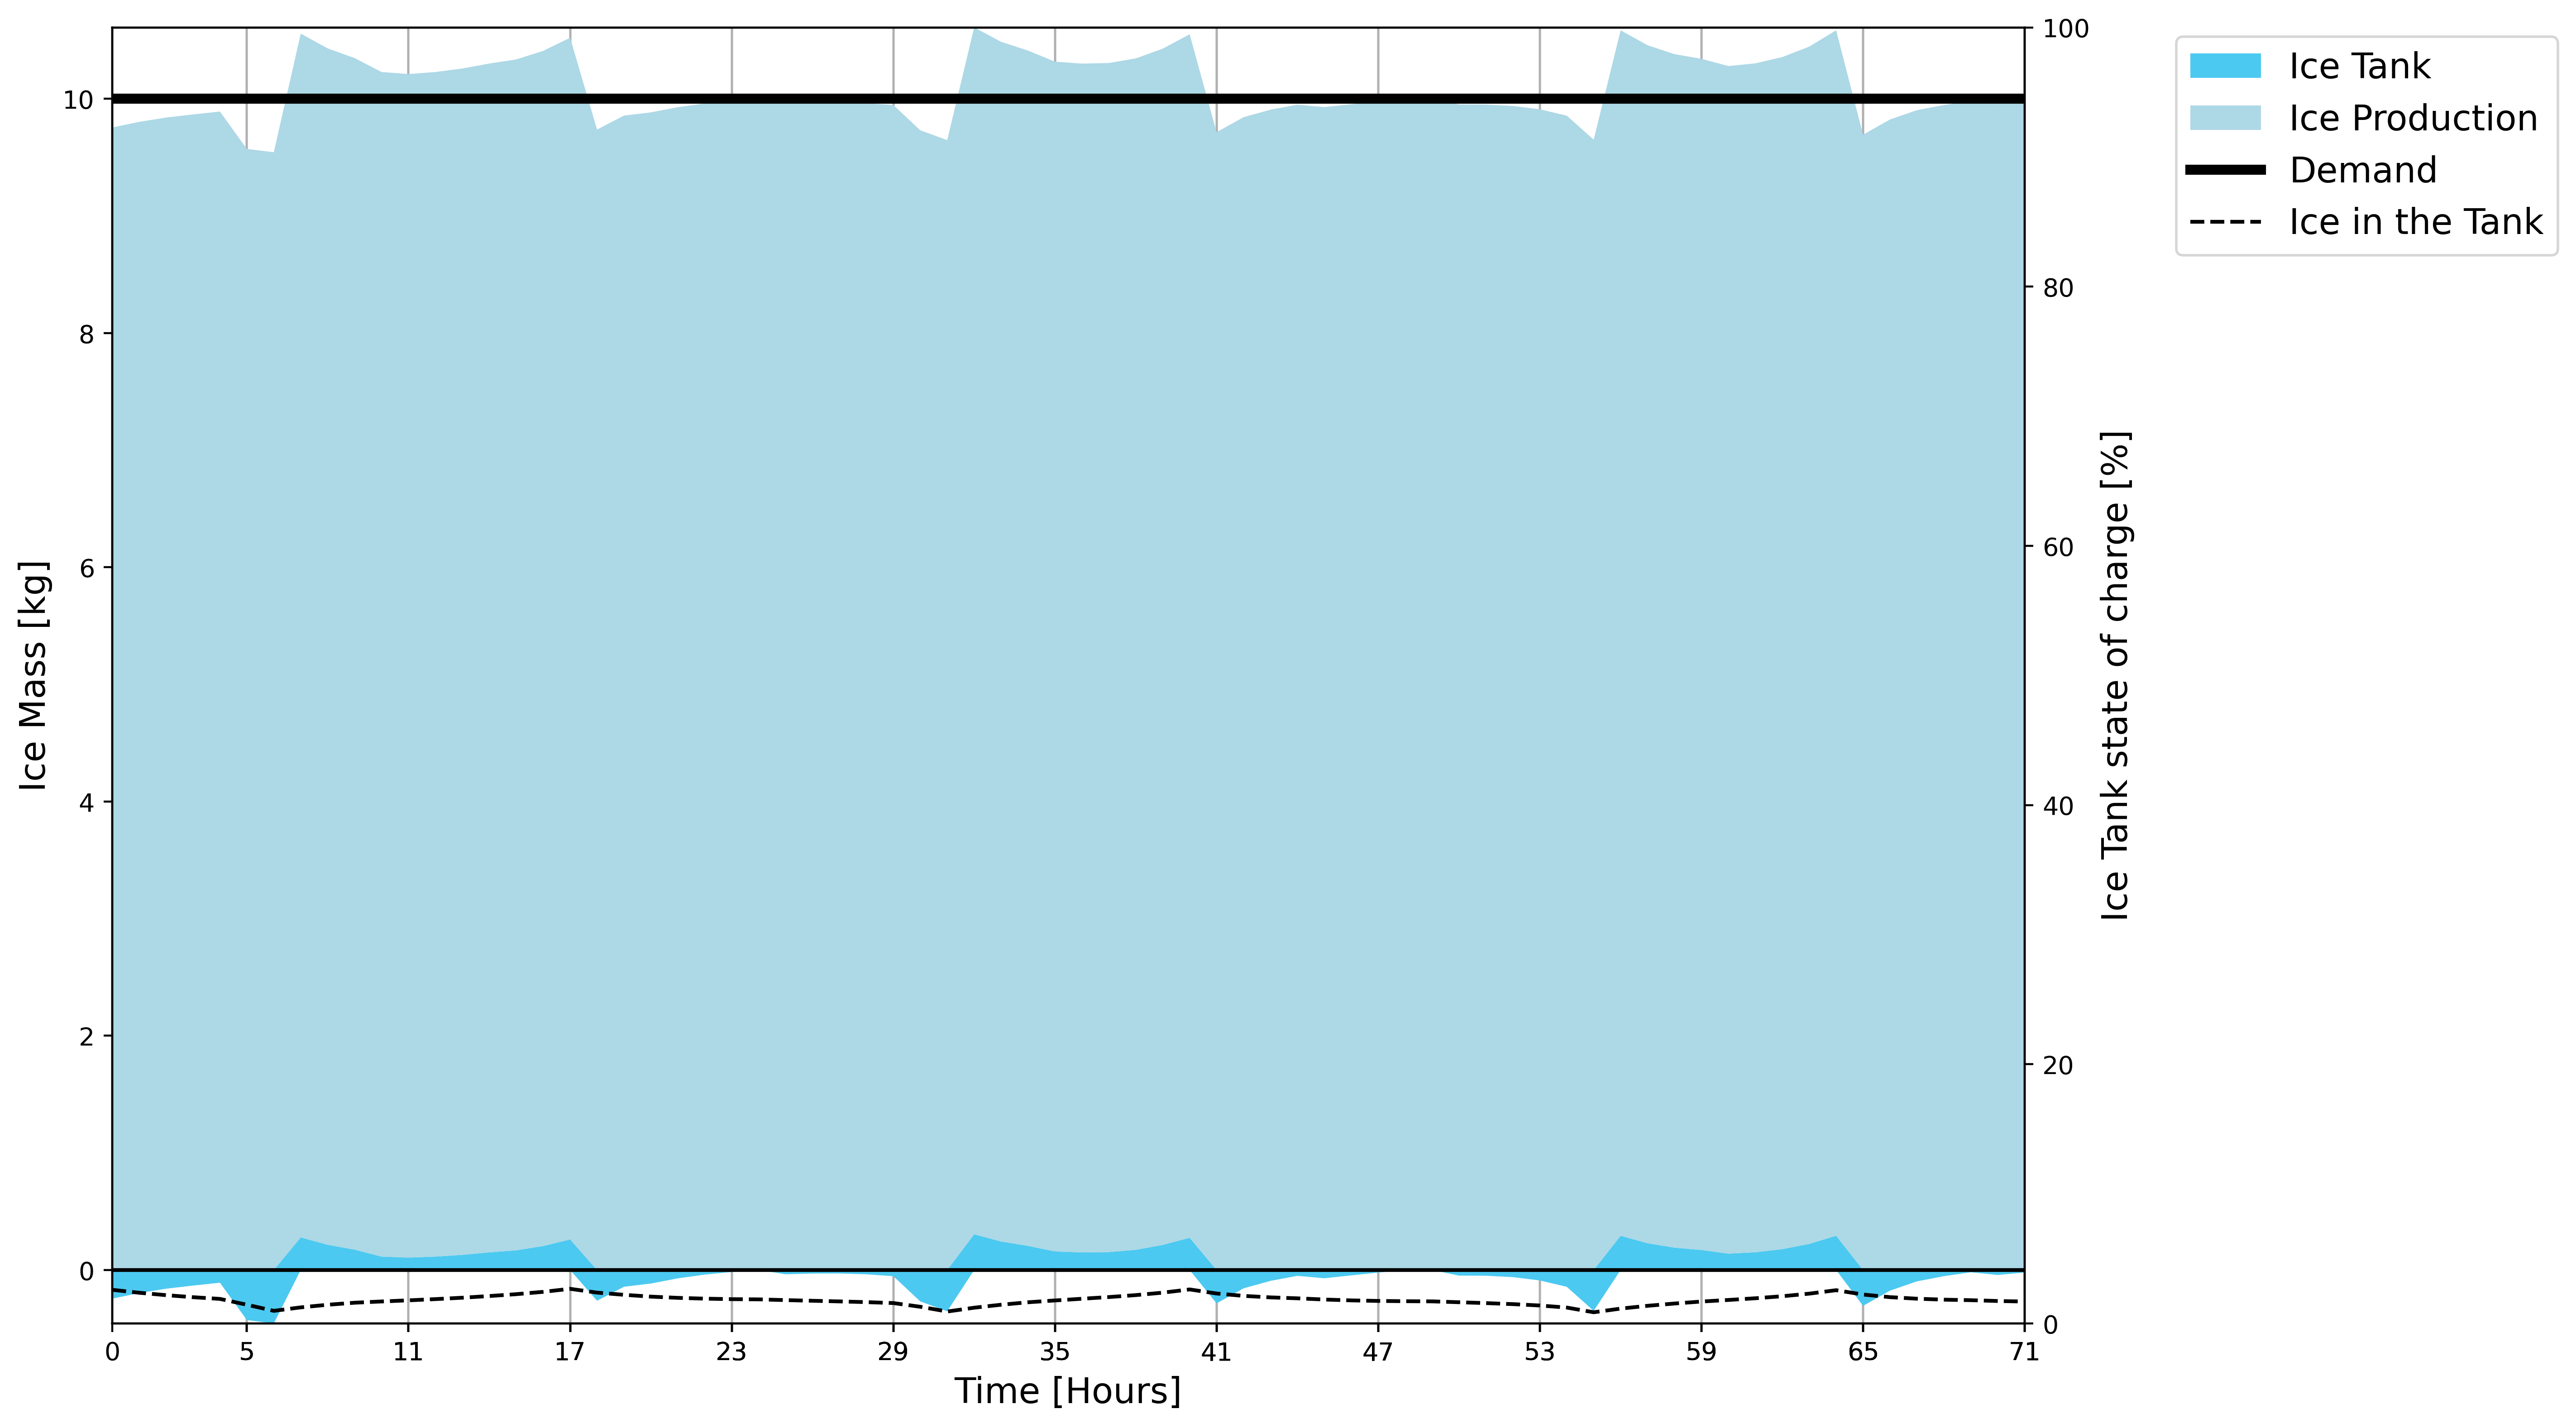 Ice Tank
Ice Production
Demand
Ice in the Tank
Ice Mass [kg]
10
8
6
4
2
0
100
80
60
40
20
0
Ice Tank state of charge [%]
0 5 11 17 23 29 35 41 47 53 59 65 71
Time [Hours]